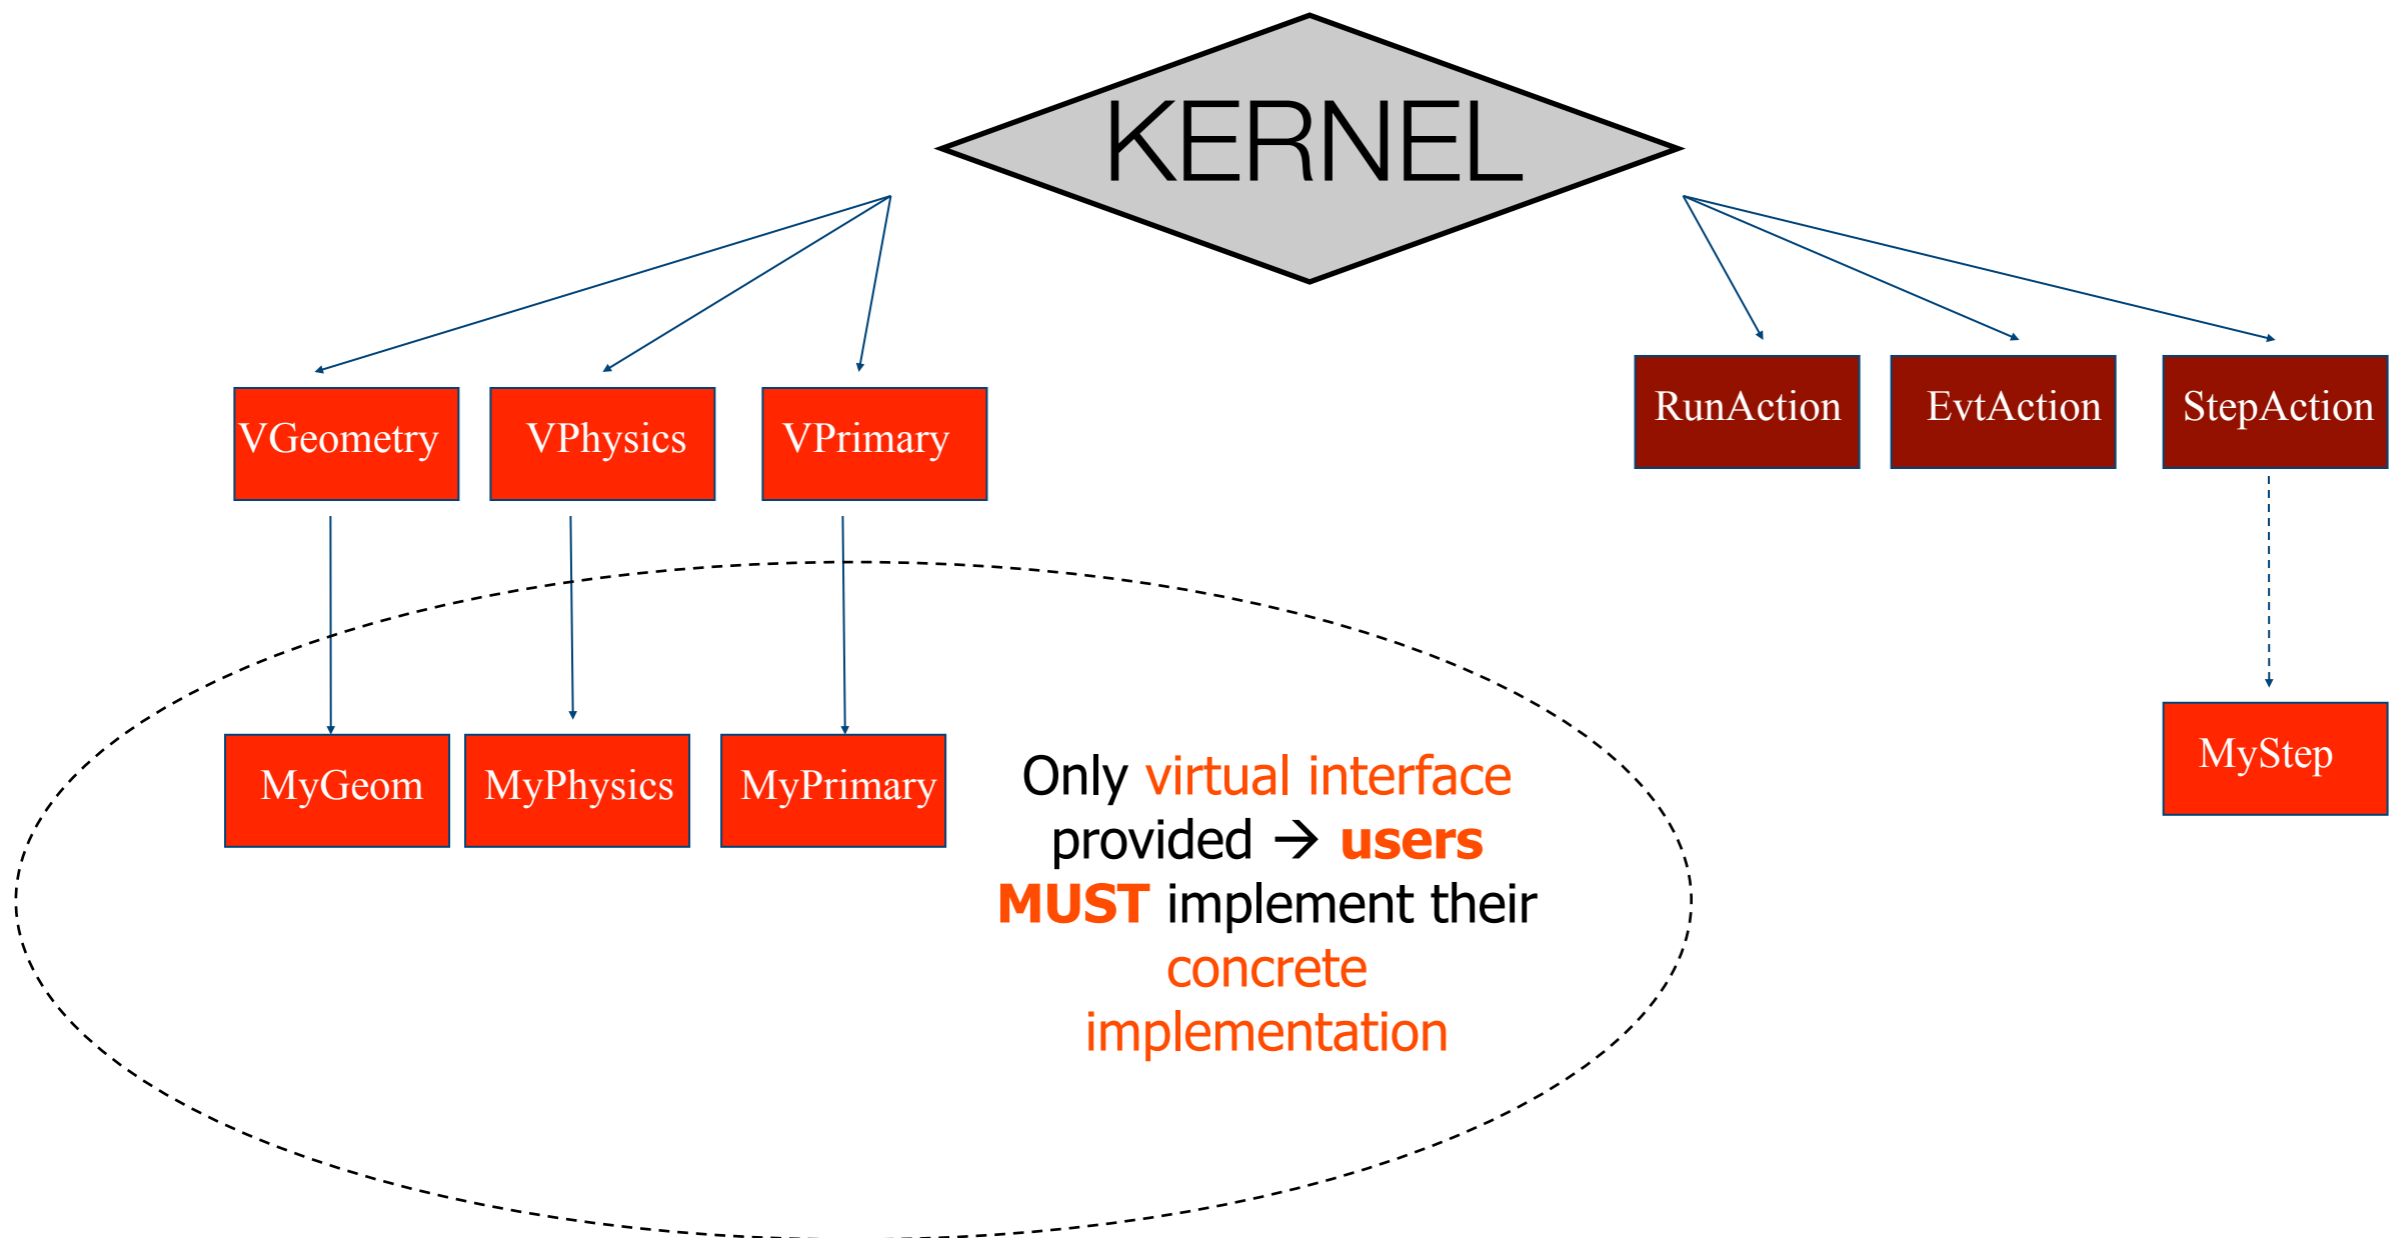 KERNEL
VGeometry
VPhysics
VPrimary
RunAction
EvtAction
StepAction
MyGeom
MyPhysics
MyPrimary
MyStep
Only virtual interface
provided → users
MUST implement their
concrete
implementation